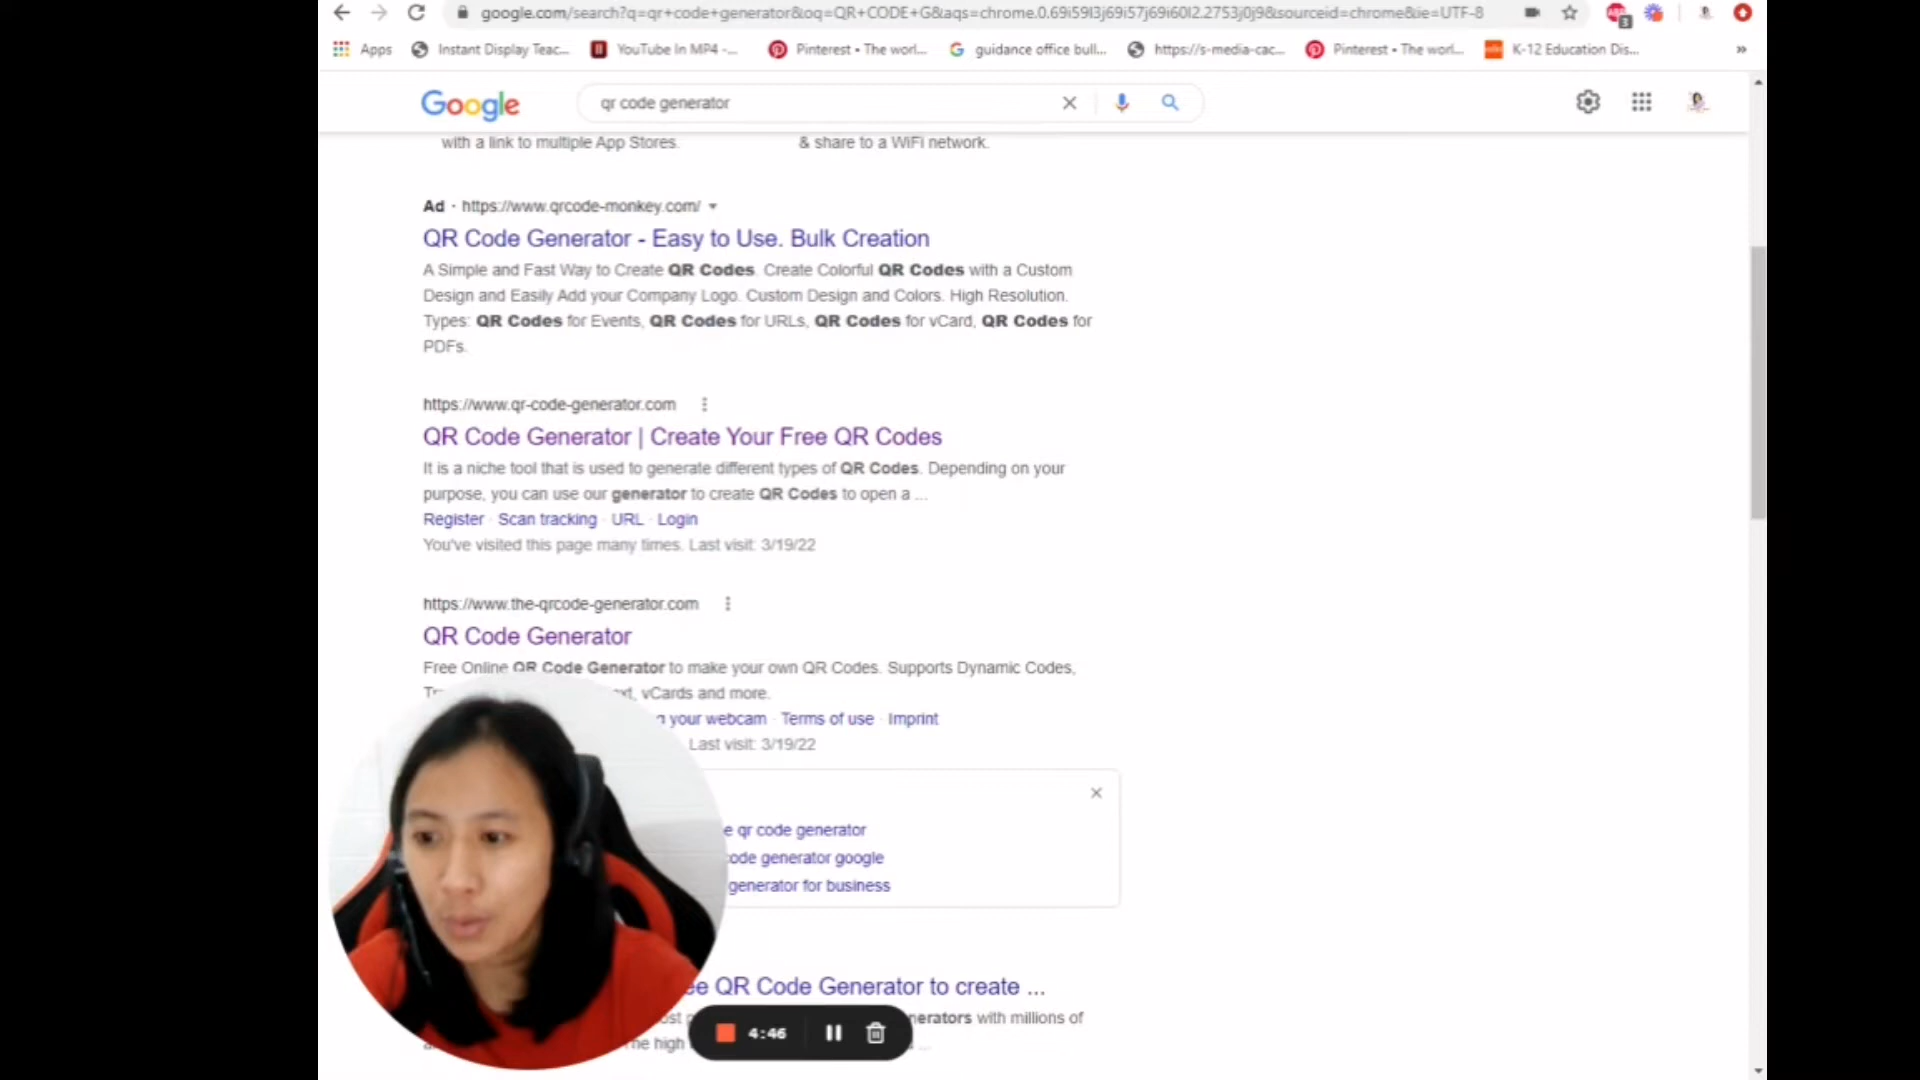 google.com/search?q=qr+code+generator&oq=QR+CODE+G&aqs=chrome.0.69i59l3j69i57j69i60l2.2753j0j9&sourceid=chrome&ie=UTF-8
3
Apps
Instant Display Teac...
YouTube In MP4 -...
Pinterest • The worl...
guidance office bull...
https://s-media-cac...
Pinterest • The worl...
K-12 Education Dis...
»
Google
qr code generator
with a link to multiple App Stores.
& share to a WiFi network.
Ad · https://www.qrcode-monkey.com/
QR Code Generator - Easy to Use. Bulk Creation
A Simple and Fast Way to Create QR Codes. Create Colorful QR Codes with a Custom
Design and Easily Add your Company Logo. Custom Design and Colors. High Resolution.
Types: QR Codes for Events, QR Codes for URLs, QR Codes for vCard, QR Codes for
PDFs.
https://www.qr-code-generator.com
QR Code Generator | Create Your Free QR Codes
It is a niche tool that is used to generate different types of QR Codes. Depending on your
purpose, you can use our generator to create QR Codes to open a ...
Register · Scan tracking · URL · Login
You've visited this page many times. Last visit: 3/19/22
https://www.the-qrcode-generator.com
QR Code Generator
Free Online QR Code Generator to make your own QR Codes. Supports Dynamic Codes,
vCards and more.
your webcam · Terms of use · Imprint
Last visit: 3/19/22
qr code generator
code generator google
generator for business
QR Code Generator to create ...
with millions of
The high
4:46